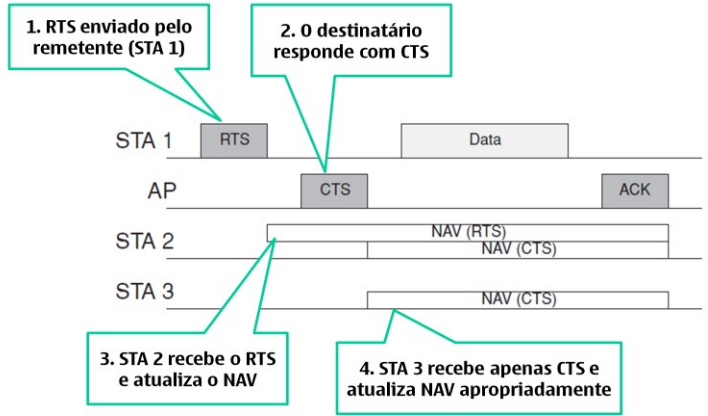 1. RTS enviado pelo
remetente (STA 1)
2. O destinatário
responde com CTS
STA 1
RTS
Data
AP
CTS
ACK
STA 2
NAV (RTS)
NAV (CTS)
STA 3
NAV (CTS)
3. STA 2 recebe o RTS
e atualiza o NAV
4. STA 3 recebe apenas CTS e
atualiza NAV apropriadamente